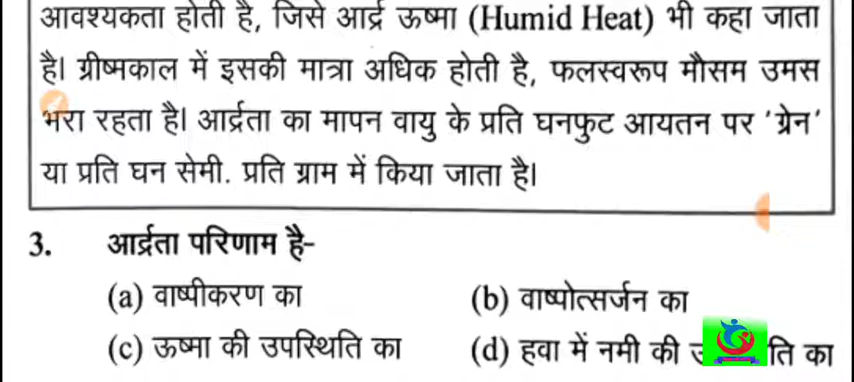 आवश्यकता होती है, जिसे आर्द्र ऊष्मा (Humid Heat) भी कहा जाता
है। ग्रीष्मकाल में इसकी मात्रा अधिक होती है, फलस्वरूप मौसम उमस
भरा रहता है। आर्द्रता का मापन वायु के प्रति घनफुट आयतन पर 'ग्रेन'
या प्रति घन सेमी. प्रति ग्राम में किया जाता है।
3. आर्द्रता परिणाम है-
(a) वाष्पीकरण का (b) वाष्पोत्सर्जन का
(c) ऊष्मा की उपस्थिति का (d) हवा में नमी की का